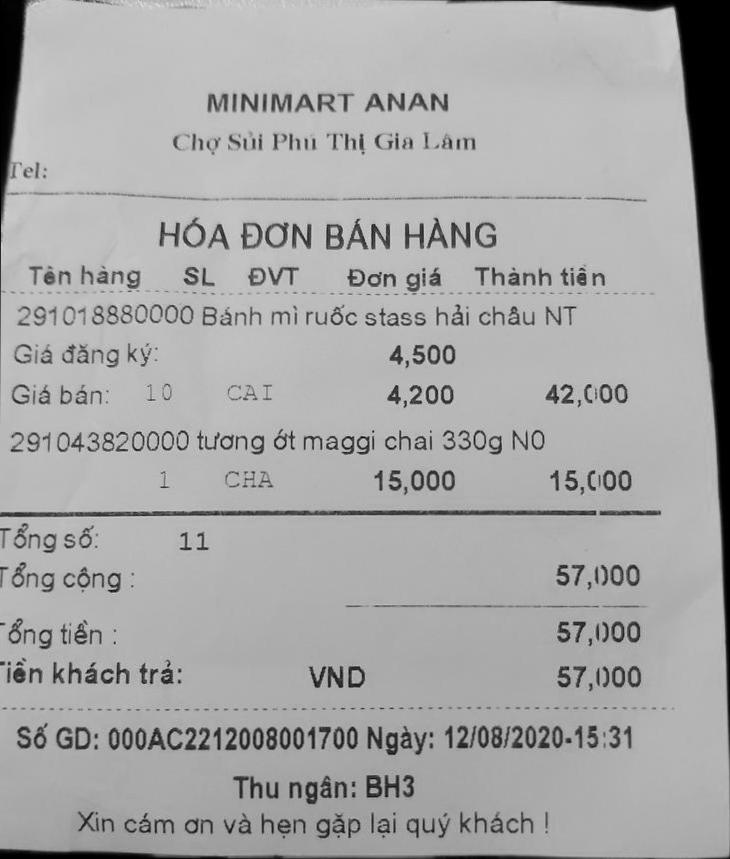 MINIMART ANAN
Chợ Sủi Phú Thị Gia Lâm
Tel:
HÓA ĐƠN BÁN HÀNG
Tên hàng SL ĐVT Đơn giá Thành tiền
291018880000 Bánh mì ruốc stass hải châu NT
Giá đăng ký: 4,500
Giá bán: 10 CAI 4,200 42,000
291043820000 tương ớt maggi chai 330g N0
1 CHA 15,000 15,000
Tổng số: 11
Tổng cộng : 57,000
Tổng tiền : 57,000
Tiền khách trả: VND 57,000
Số GD: 000AC2212008001700 Ngày: 12/08/2020-15:31
Thu ngân: BH3
Xin cám ơn và hẹn gặp lại quý khách !